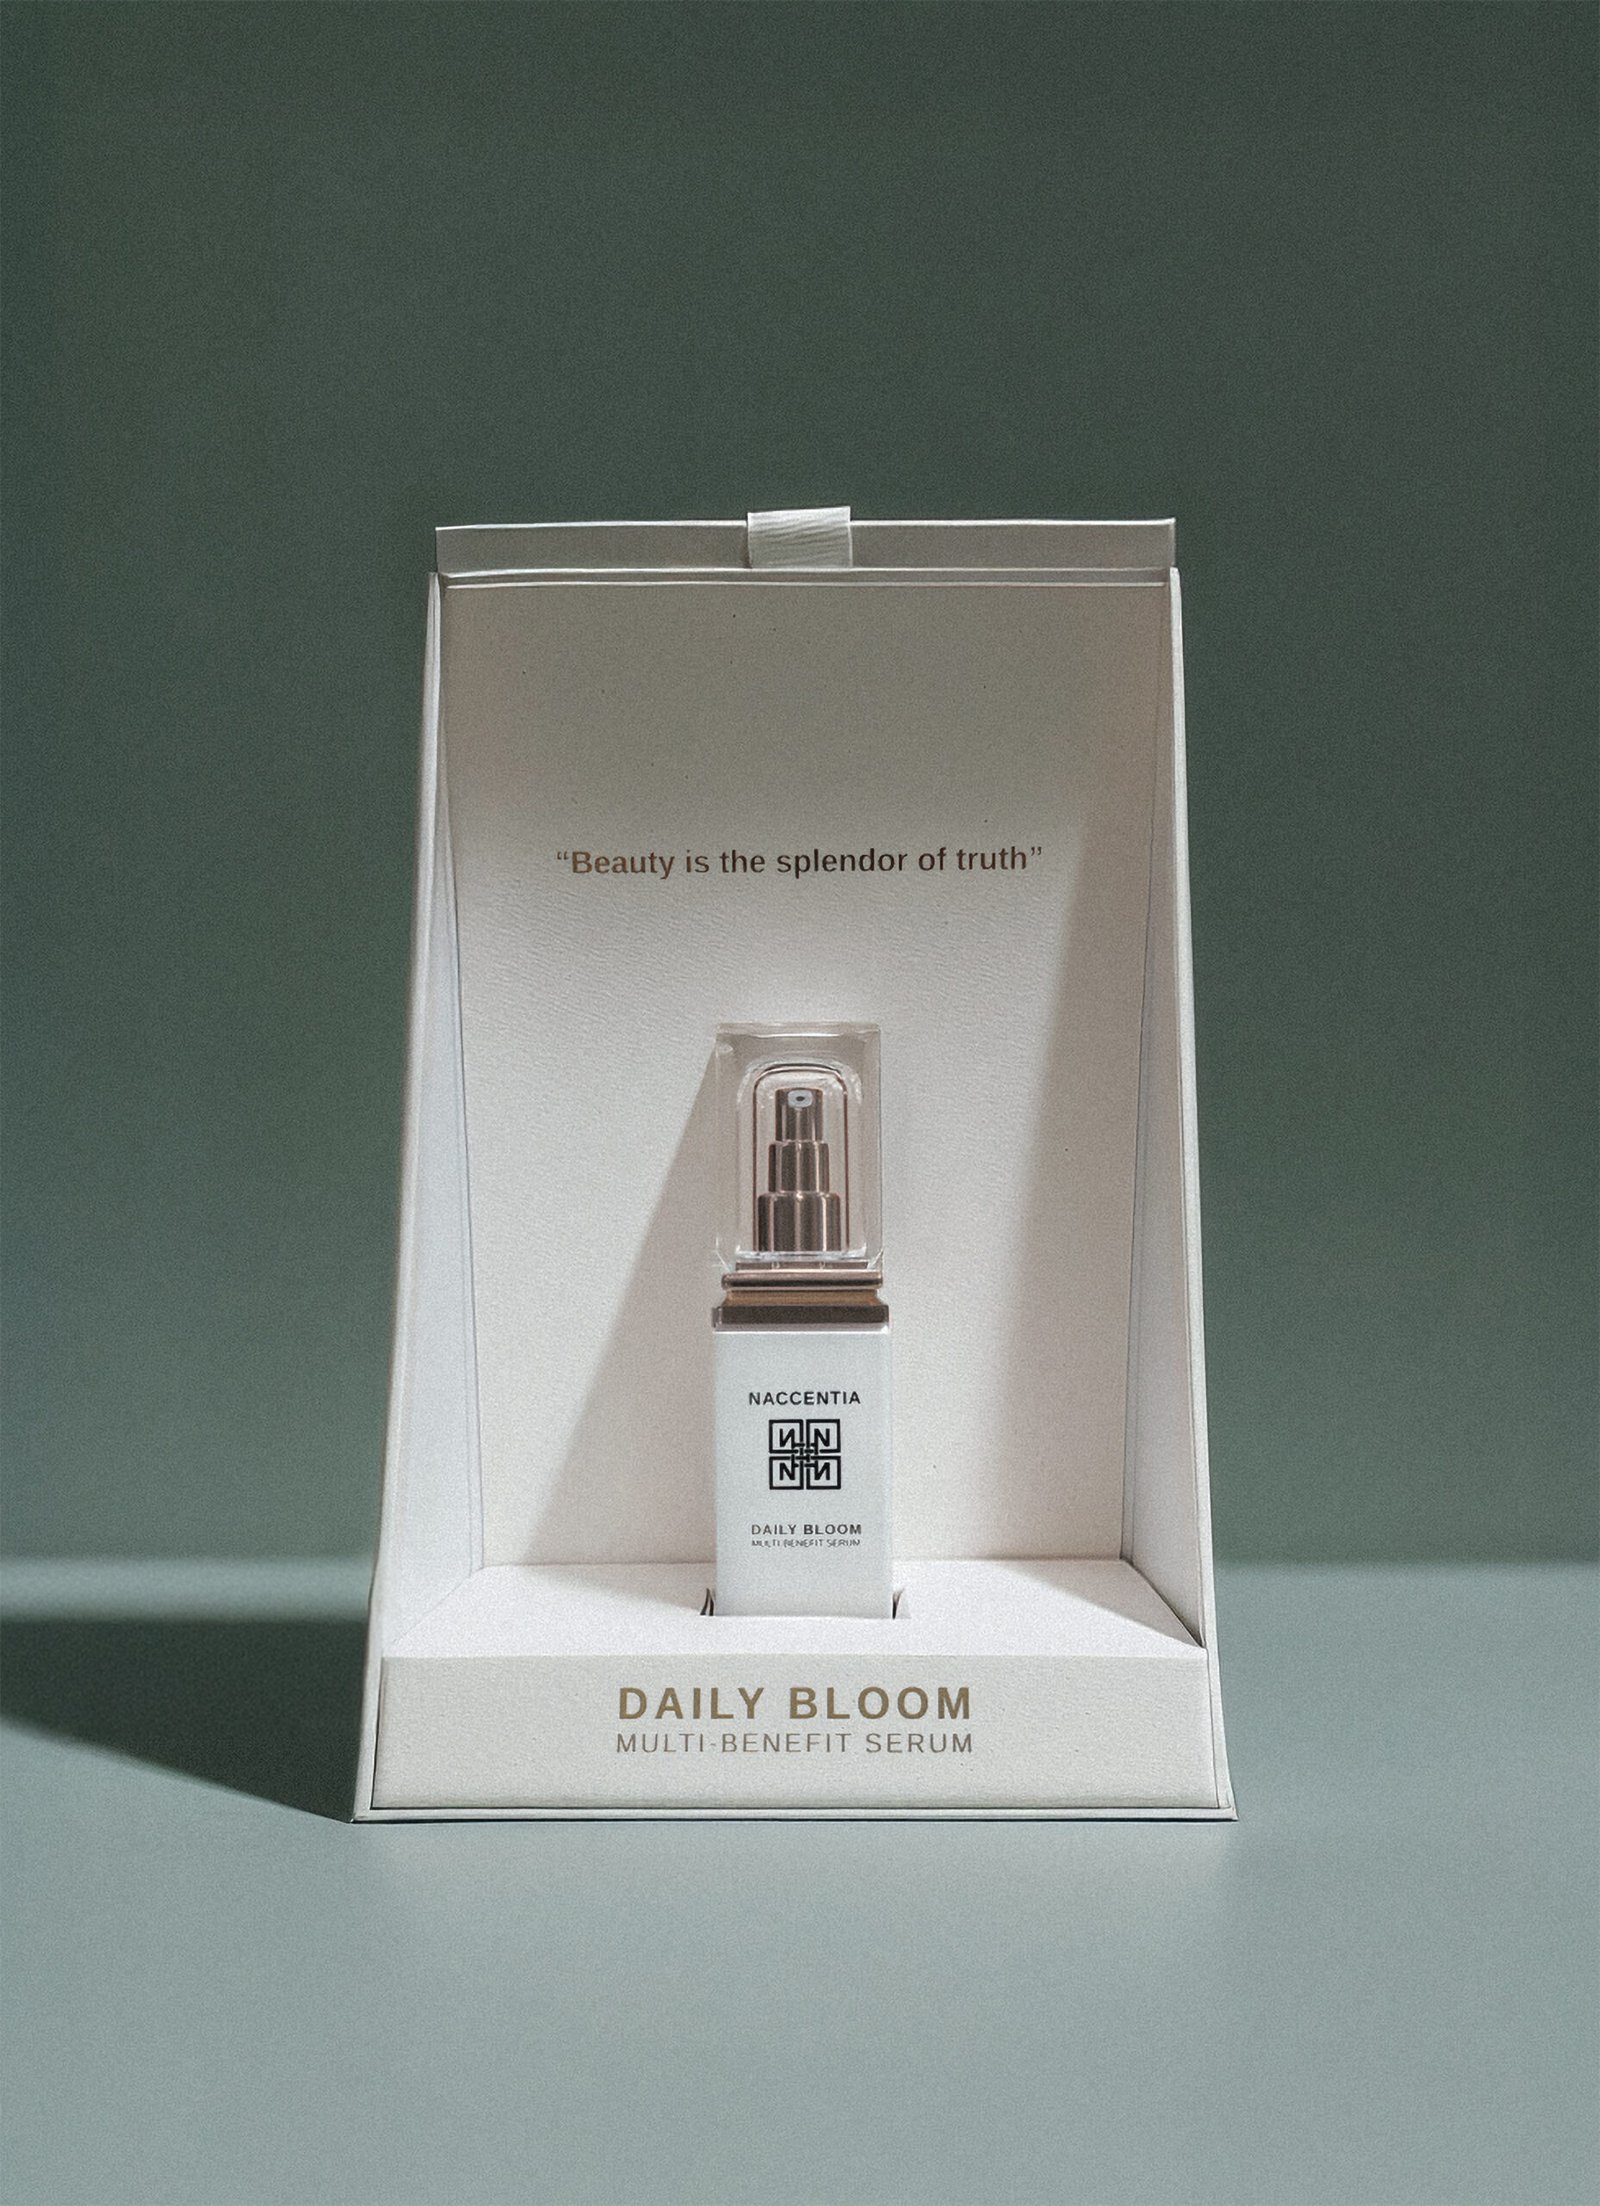 “Beauty is the splendor of truth”
NACCENTIA
N N
N N
DAILY BLOOM
MULTI-BENEFIT SERUM
DAILY BLOOM
MULTI-BENEFIT SERUM